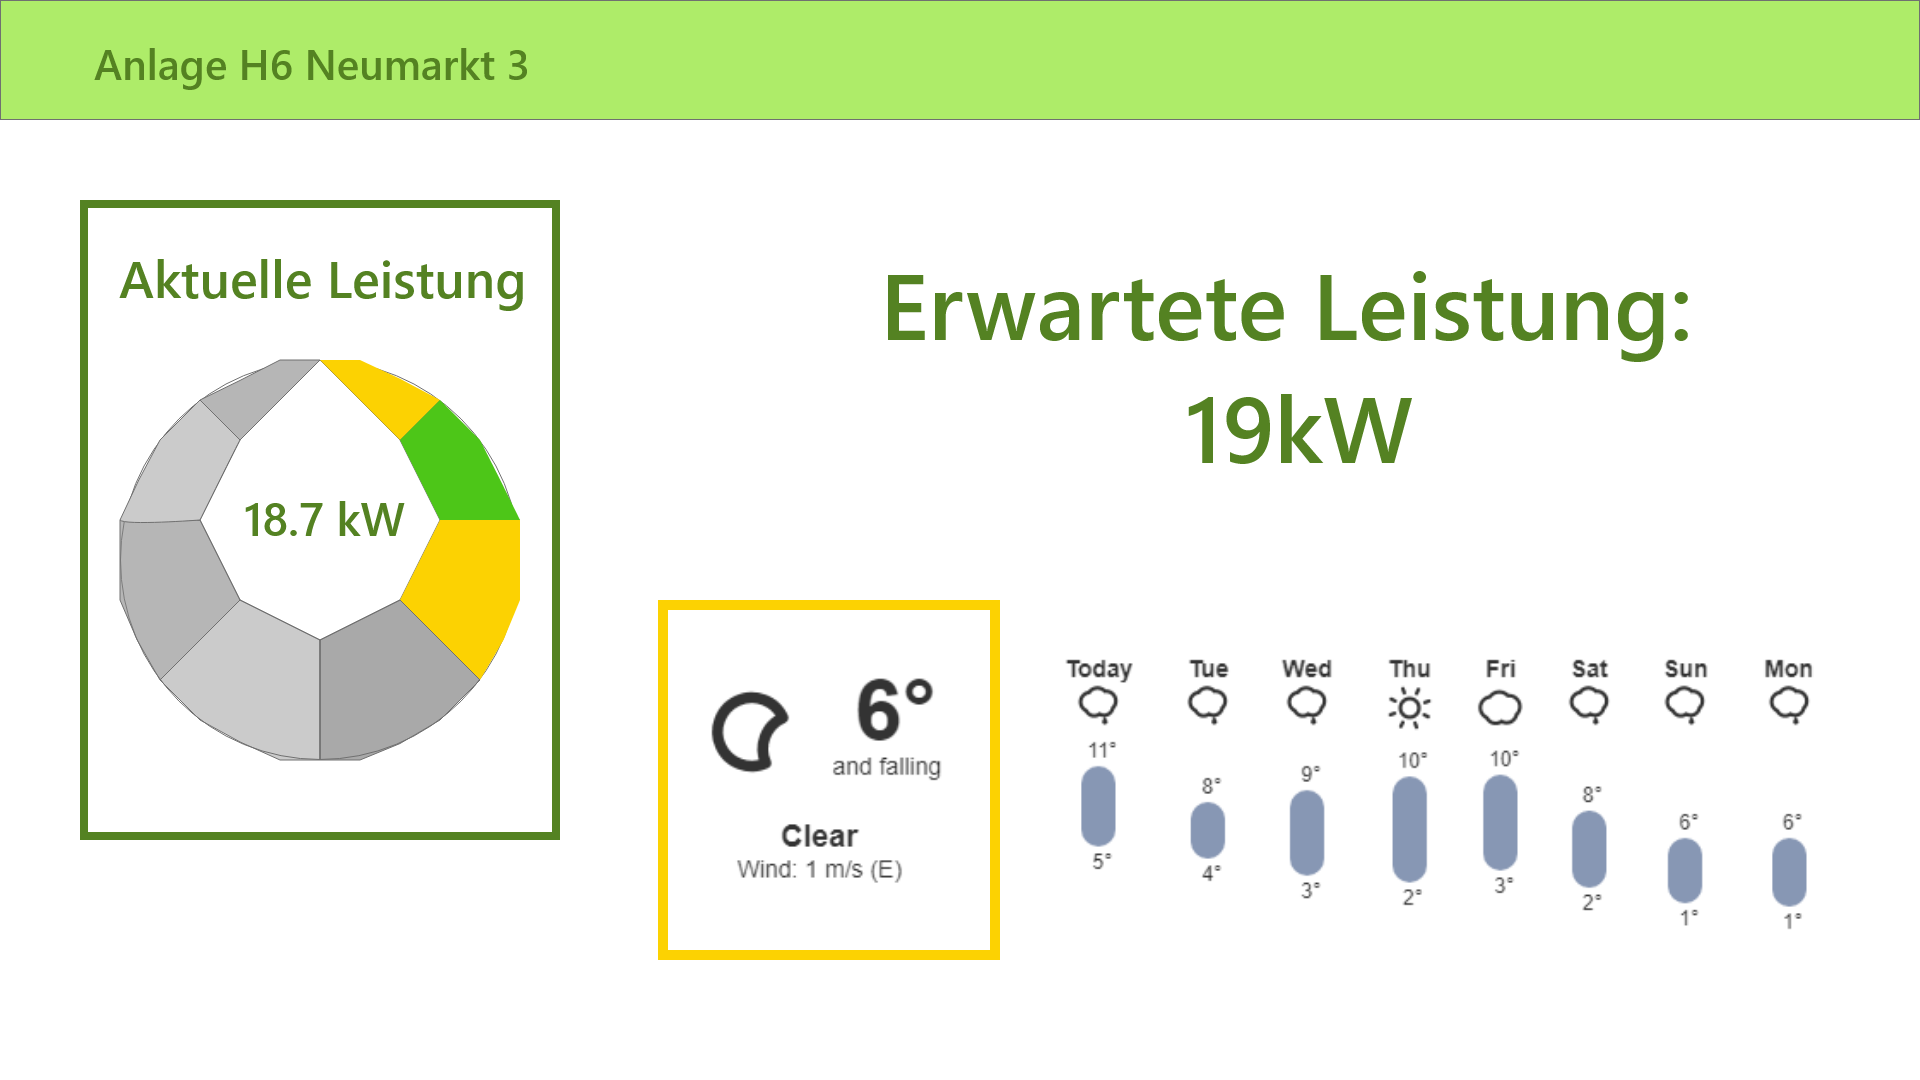 Anlage H6 Neumarkt 3
Aktuelle Leistung
18.7 kW
Erwartete Leistung:
19kW
6°
and falling
Clear
Wind: 1 m/s (E)
Today Tue Wed Thu Fri Sat Sun Mon
11° 8° 9° 10° 10° 8° 6° 6°
5° 4° 3° 2° 3° 2° 1° 1°